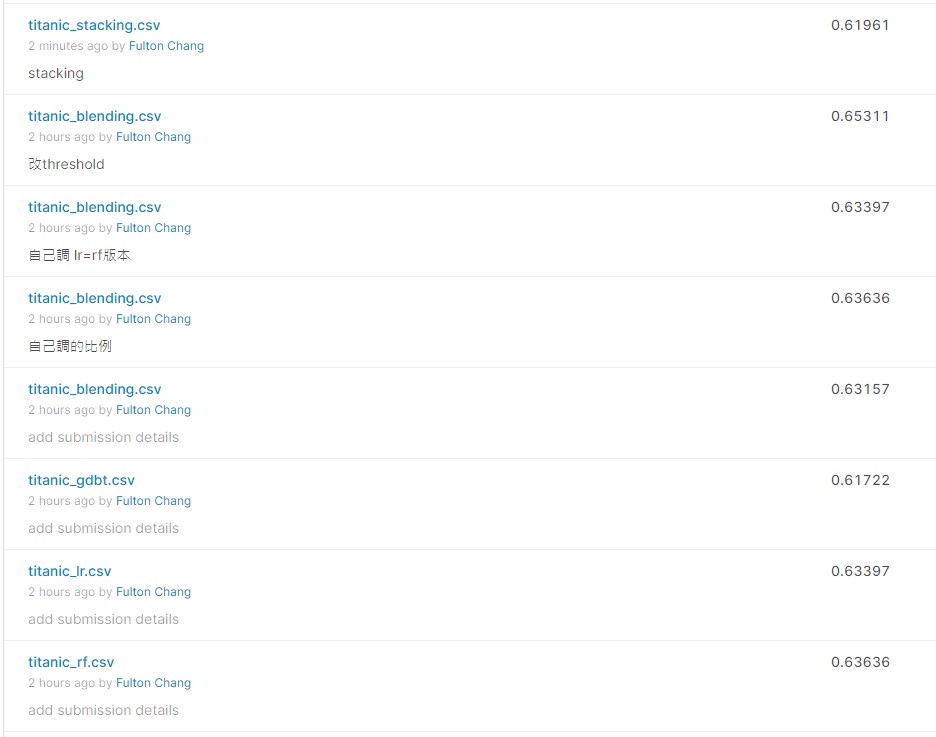 titanic_stacking.csv 0.61961
2 minutes ago by Fulton Chang
stacking
titanic_blending.csv 0.65311
2 hours ago by Fulton Chang
改threshold
titanic_blending.csv 0.63397
2 hours ago by Fulton Chang
自己調 lr=rf版本
titanic_blending.csv 0.63636
2 hours ago by Fulton Chang
自己調的比例
titanic_blending.csv 0.63157
2 hours ago by Fulton Chang
add submission details
titanic_gdbt.csv 0.61722
2 hours ago by Fulton Chang
add submission details
titanic_lr.csv 0.63397
2 hours ago by Fulton Chang
add submission details
titanic_rf.csv 0.63636
2 hours ago by Fulton Chang
add submission details